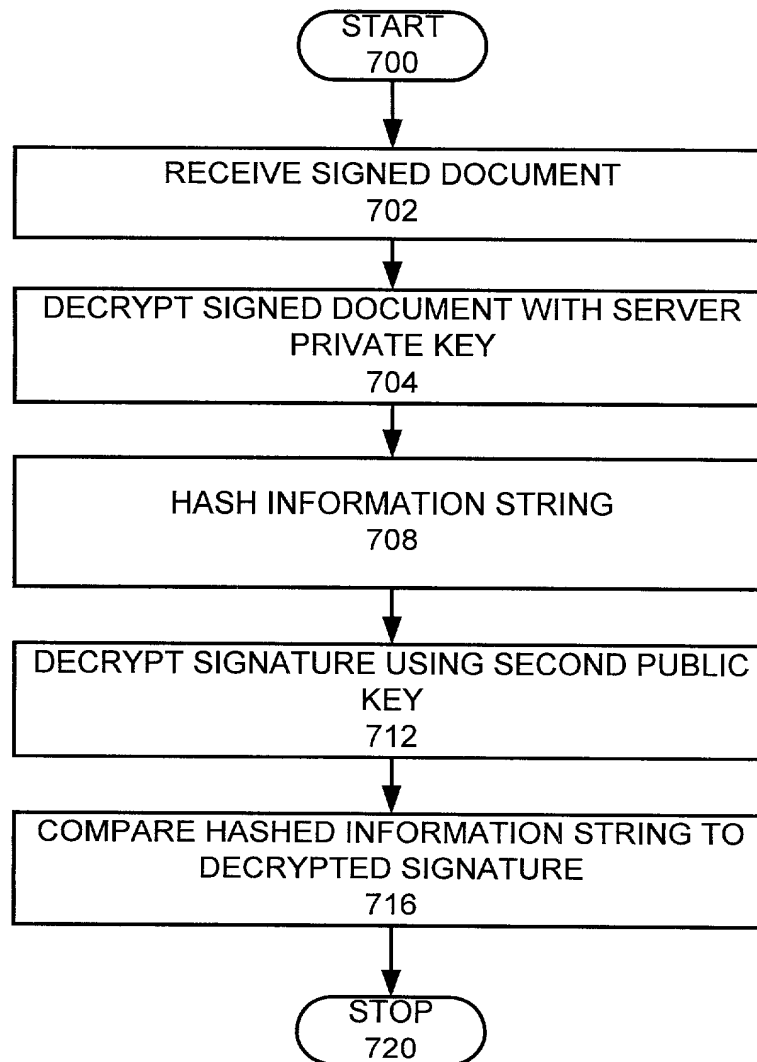 START
700
RECEIVE SIGNED DOCUMENT
702
DECRYPT SIGNED DOCUMENT WITH SERVER
PRIVATE KEY
704
HASH INFORMATION STRING
708
DECRYPT SIGNATURE USING SECOND PUBLIC
KEY
712
COMPARE HASHED INFORMATION STRING TO
DECRYPTED SIGNATURE
716
STOP
720